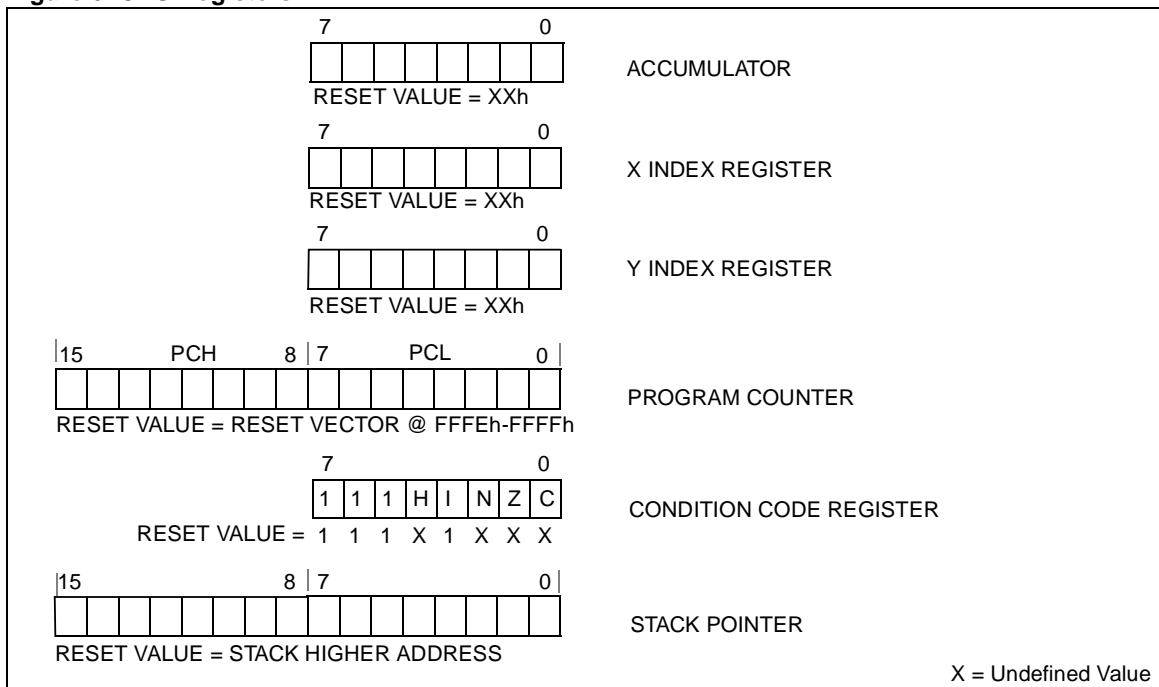 7 0
ACCUMULATOR
RESET VALUE = XXh
7 0
X INDEX REGISTER
RESET VALUE = XXh
7 0
Y INDEX REGISTER
RESET VALUE = XXh
15 PCH 8 7 PCL 0
PROGRAM COUNTER
RESET VALUE = RESET VECTOR @ FFFEh-FFFFh
7 0
1 1 1 H I N Z C
CONDITION CODE REGISTER
RESET VALUE = 1 1 1 X 1 X X X
15 8 7 0
STACK POINTER
RESET VALUE = STACK HIGHER ADDRESS
X = Undefined Value